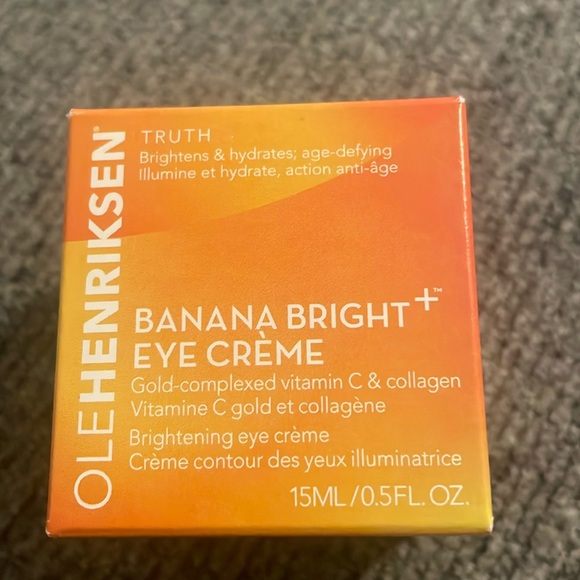 OLEHENRIKSEN®
TRUTH
Brightens & hydrates; age-defying
Illumine et hydrate, action anti-âge
BANANA BRIGHT+™
EYE CRÈME
Gold-complexed vitamin C & collagen
Vitamine C gold et collagène
Brightening eye crème
Crème contour des yeux illuminatrice
15ML/0.5FL. OZ.